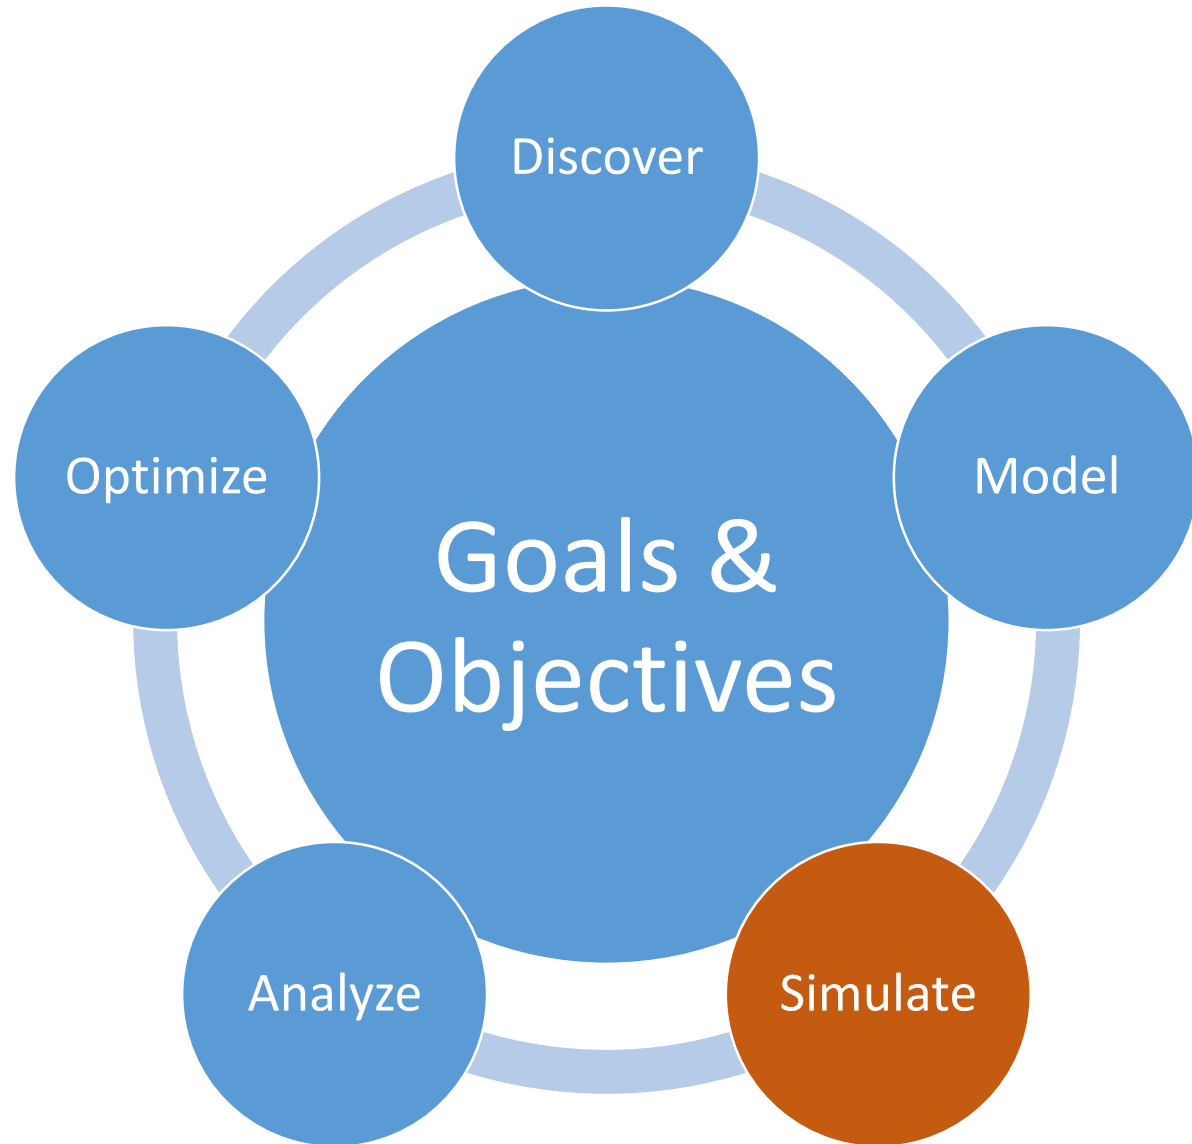 Discover
Optimize
Model
Goals &
Objectives
Analyze
Simulate